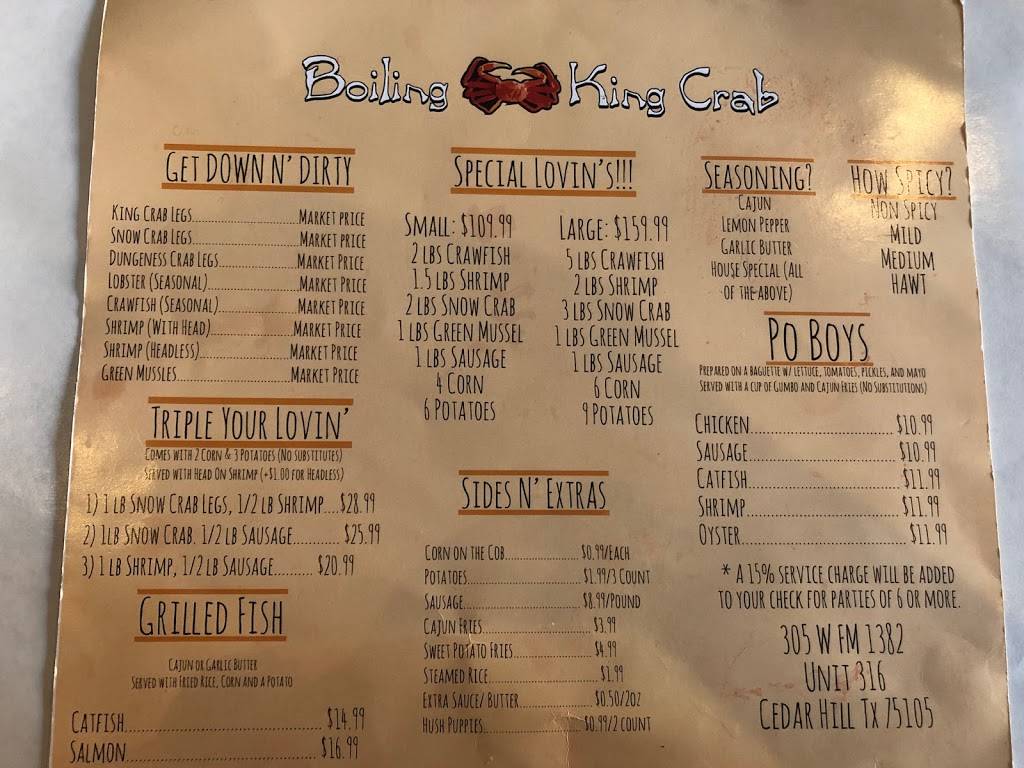 Boiling King Crab
Get Down N' Dirty
King Crab Legs....................Market Price
Snow Crab Legs....................Market Price
Dungeness Crab Legs....................Market Price
Lobster (Seasonal)....................Market Price
Crawfish (Seasonal)....................Market Price
Shrimp (With Head)....................Market Price
Shrimp (Headless)....................Market Price
Green Mussles....................Market Price
Triple Your Lovin'
Comes with 2 Corn & 3 Potatoes (No substitutes)
Served with Head On Shrimp (+$1.00 for Headless)
1) 1 lb Snow Crab Legs, 1/2 lb Shrimp....$28.99
2) 1lb Snow Crab. 1/2 lb Sausage............ $25.99
3) 1 lb Shrimp, 1/2 lb Sausage.......... $20.99
Grilled Fish
Cajun or Garlic Butter
Served with Fried Rice, Corn and a Potato
Catfish.................... $14.99
Salmon.................... $16.99
Special Lovin's!!!
Small: $109.99
2 lbs Crawfish
1.5 lbs Shrimp
2 lbs Snow Crab
1 lbs Green Mussel
1 lbs Sausage
4 Corn
6 Potatoes
Large: $159.99
5 lbs Crawfish
2 lbs Shrimp
3 lbs Snow Crab
1 lbs Green Mussel
1 lbs Sausage
6 Corn
9 Potatoes
Sides N' Extras
Corn on the Cob.................... $0.99/each
Potatoes.................... $1.99/3 count
Sausage.................... $8.99/pound
Cajun Fries.................... $3.99
Sweet Potato Fries.................... $4.99
Steamed Rice.................... $1.99
Extra Sauce/ Butter.................... $0.50/2oz
Hush Puppies.................... $0.99/2 count
Seasoning?
Cajun
Lemon Pepper
Garlic Butter
House Special (All
of the above)
How Spicy?
Non Spicy
Mild
Medium
Hawt
Po Boys
Prepared on a baguette w/ lettuce, tomatoes, pickles, and mayo
Served with a cup of Gumbo and Cajun Fries (No Substitutions)
Chicken.................... $10.99
Sausage.................... $10.99
Catfish.................... $11.99
Shrimp.................... $11.99
Oyster.................... $11.99
* A 15% service charge will be added
to your check for parties of 6 or more.
305 W FM 1382
Unit 316
Cedar Hill Tx 75105